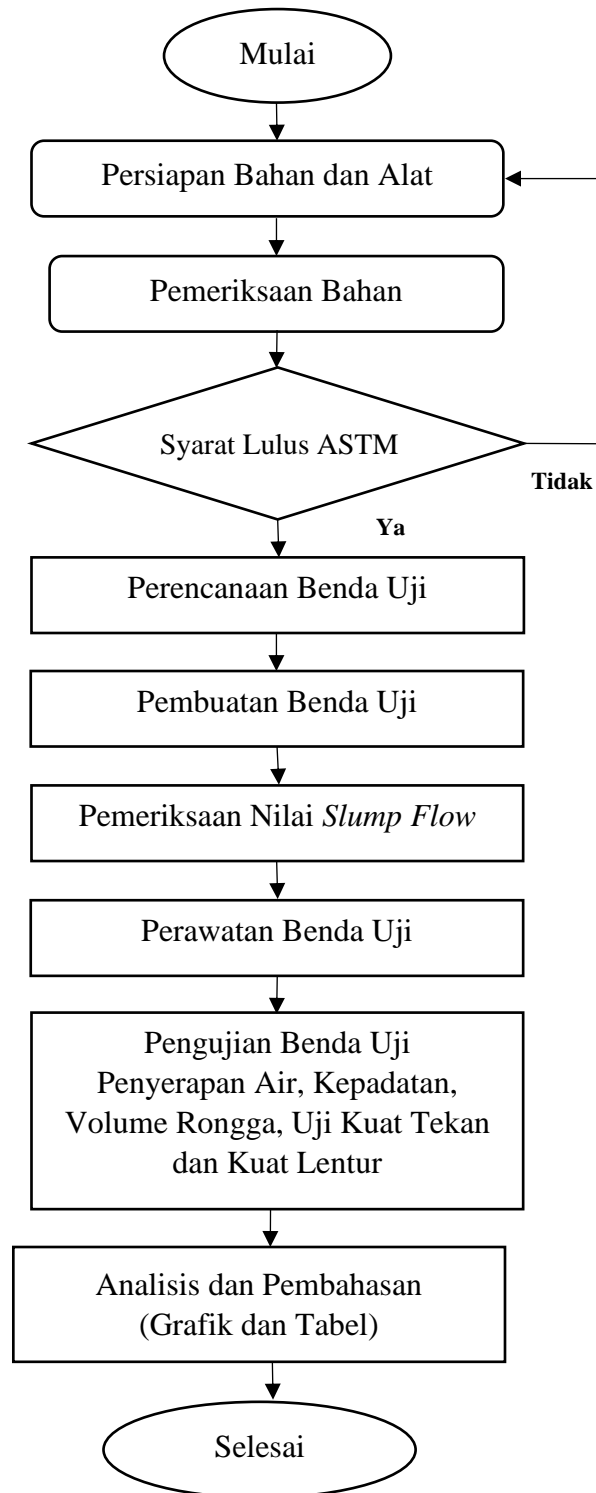 Mulai
Persiapan Bahan dan Alat
Pemeriksaan Bahan
Syarat Lulus ASTM
Tidak
Ya
Perencanaan Benda Uji
Pembuatan Benda Uji
Pemeriksaan Nilai Slump Flow
Perawatan Benda Uji
Pengujian Benda Uji
Penyerapan Air, Kepadatan,
Volume Rongga, Uji Kuat Tekan
dan Kuat Lentur
Analisis dan Pembahasan
(Grafik dan Tabel)
Selesai